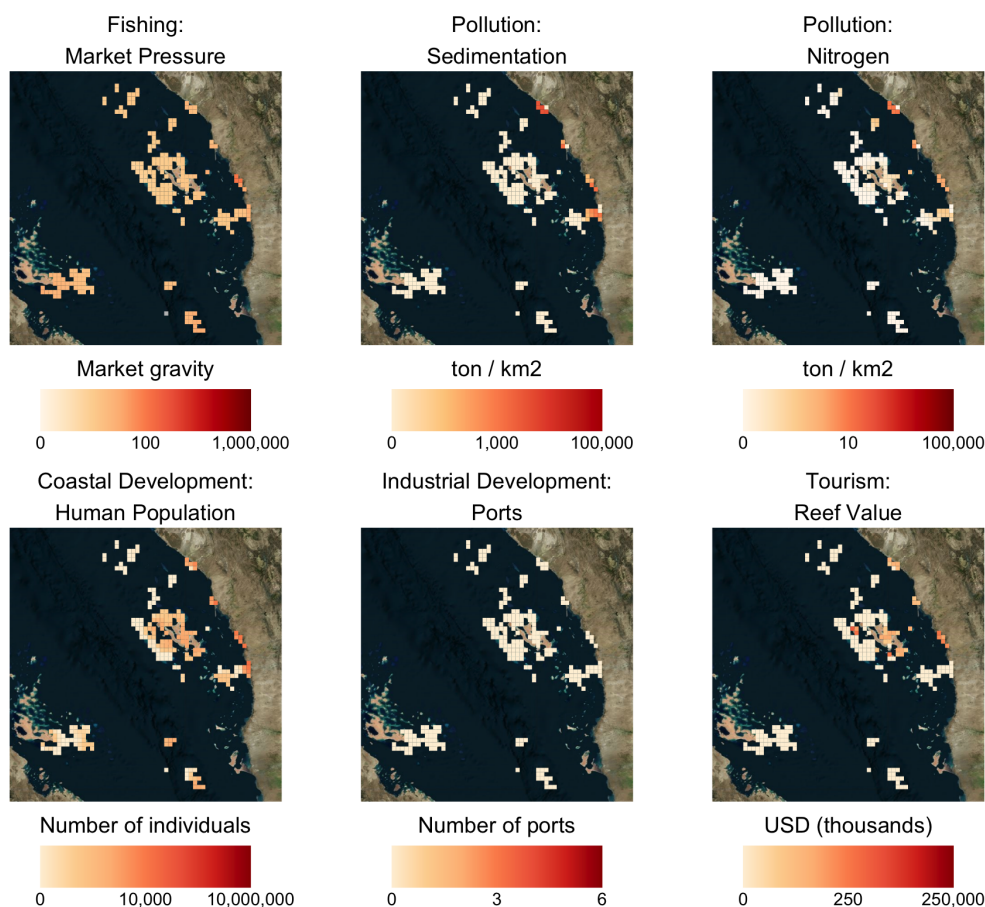 Fishing:
Market Pressure
Pollution:
Sedimentation
Pollution:
Nitrogen
Market gravity
0 100 1,000,000
ton / km2
0 1,000 100,000
ton / km2
0 10 100,000
Coastal Development:
Human Population
Industrial Development:
Ports
Tourism:
Reef Value
Number of individuals
0 10,000 10,000,000
Number of ports
0 3 6
USD (thousands)
0 250 250,000